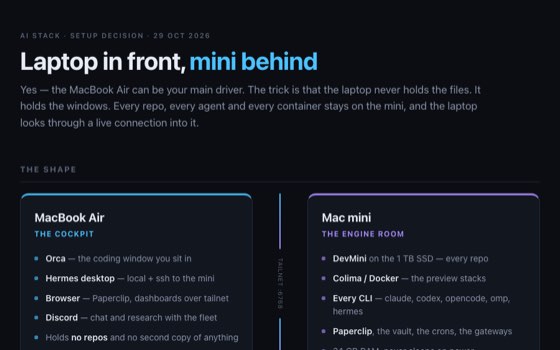 AI STACK · SETUP DECISION · 29 OCT 2026
Laptop in front, mini behind
Yes — the MacBook Air can be your main driver. The trick is that the laptop never holds the files. It
holds the windows. Every repo, every agent and every container stays on the mini, and the laptop
looks through a live connection into it.
THE SHAPE
MacBook Air
THE COCKPIT
Orca — the coding window you sit in
Hermes desktop — local + ssh to the mini
Browser — Paperclip, dashboards over tailnet
Discord — chat and research with the fleet
Holds no repos and no second copy of anything
Mac mini
THE ENGINE ROOM
DevMini on the 1 TB SSD — every repo
Colima / Docker — the preview stacks
Every CLI — claude, codex, opencode, omp,
hermes
Paperclip, the vault, the crons, the gateways